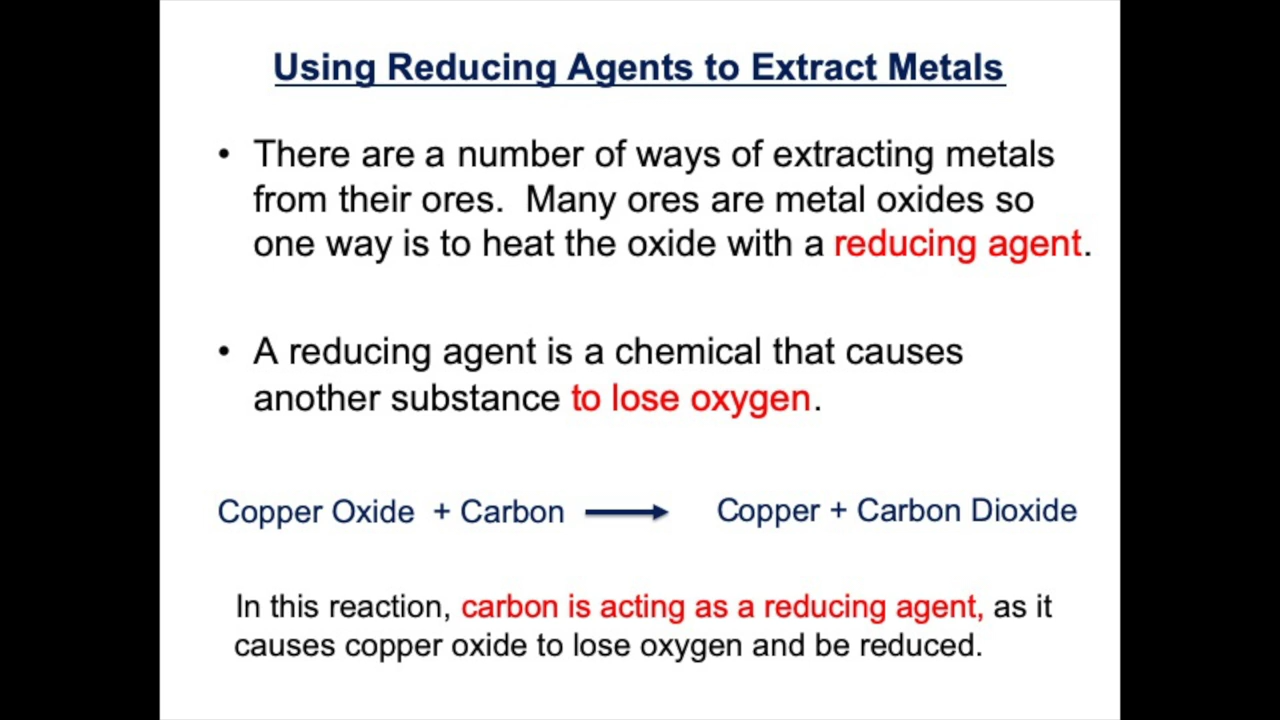 Using Reducing Agents to Extract Metals
• There are a number of ways of extracting metals
from their ores.  Many ores are metal oxides so
one way is to heat the oxide with a reducing agent.
• A reducing agent is a chemical that causes
another substance to lose oxygen.
Copper Oxide + Carbon ⟶ Copper + Carbon Dioxide
In this reaction, carbon is acting as a reducing agent, as it
causes copper oxide to lose oxygen and be reduced.